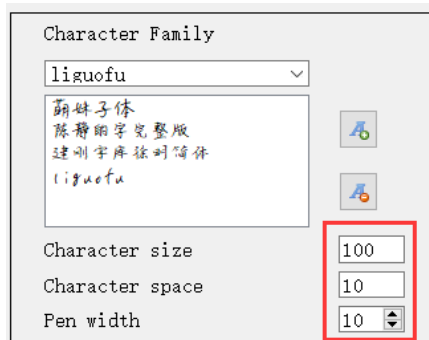 Character Family
liguofu
萌妹子体
陈静的字完整版
建刚字库徐明简体
liguofu
Character size
100
Character space
10
Pen width
10